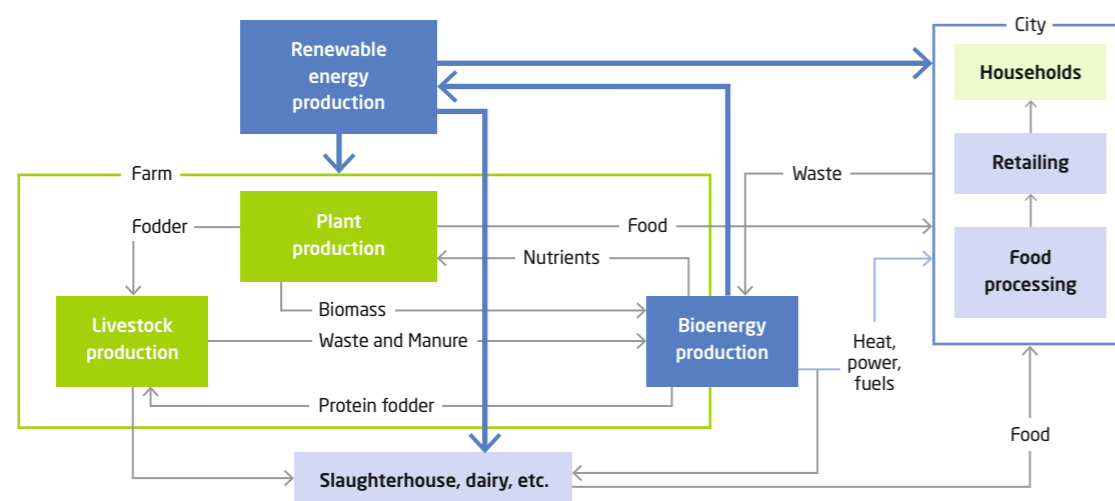 City
Renewable
energy
production
Households
Retailing
Farm
Waste
Plant
production
Fodder
Food
Nutrients
Food
processing
Biomass
Livestock
production
Waste and Manure
Bioenergy
production
Heat,
power,
fuels
Protein fodder
Food
Slaughterhouse, dairy, etc.